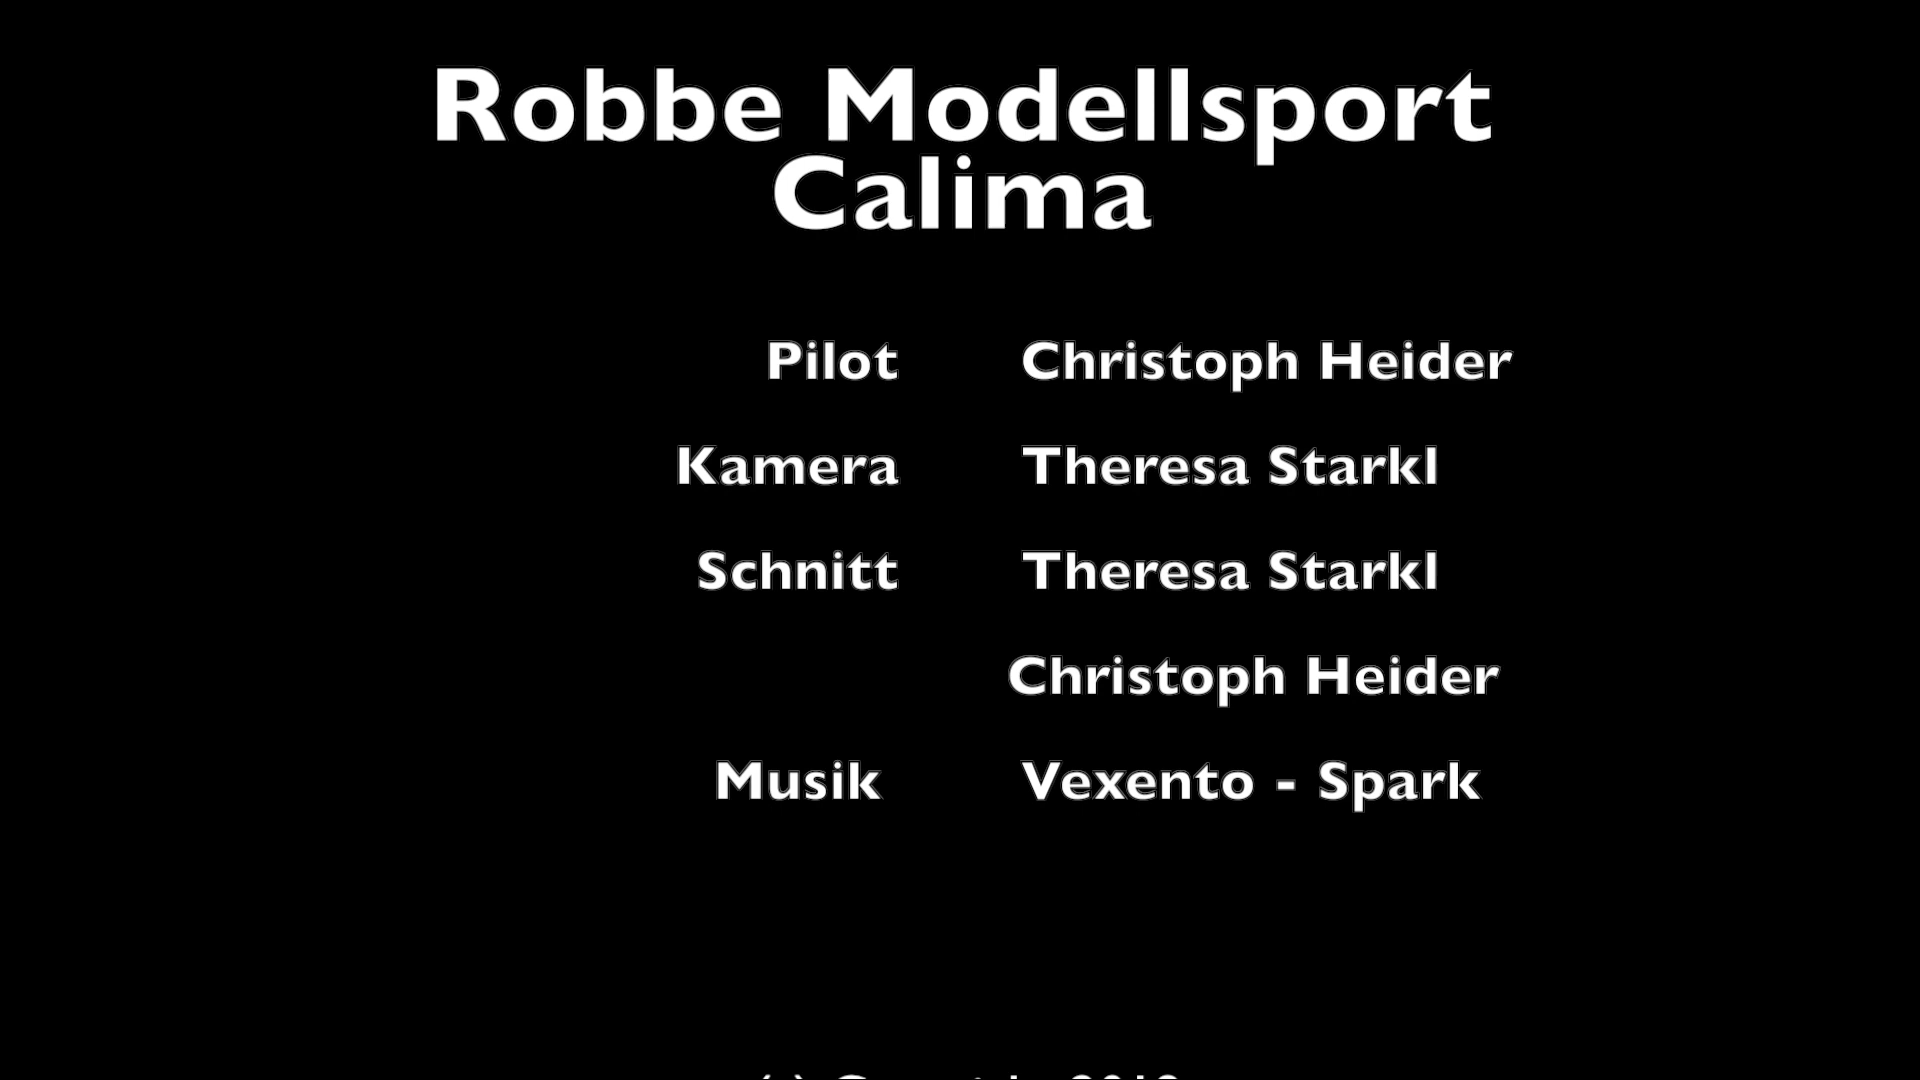 Robbe Modellsport
Calima
Pilot Christoph Heider
Kamera Theresa Starkl
Schnitt Theresa Starkl
Christoph Heider
Musik Vexento - Spark